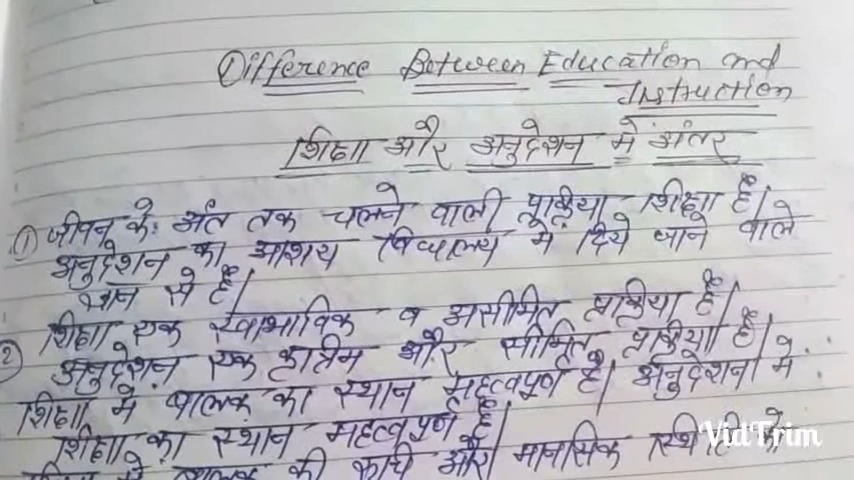 Difference Between Education and
Instruction
शिक्षा और अनुदेशन में अंतर
① जीवन के अंत तक चलने वाली प्रक्रिया शिक्षा है।
अनुदेशन का आशय विद्यालय में दिये जाने वाले
ज्ञान से है।
② शिक्षा एक स्वाभाविक व असीमित प्रक्रिया है।
अनुदेशन एक कृत्रिम और सीमित प्रक्रिया है।
शिक्षा में बालक का स्थान महत्वपूर्ण है। अनुदेशन में
शिक्षा का स्थान महत्वपूर्ण है।
में बालक की रूचि और मानसिक
VidTrim